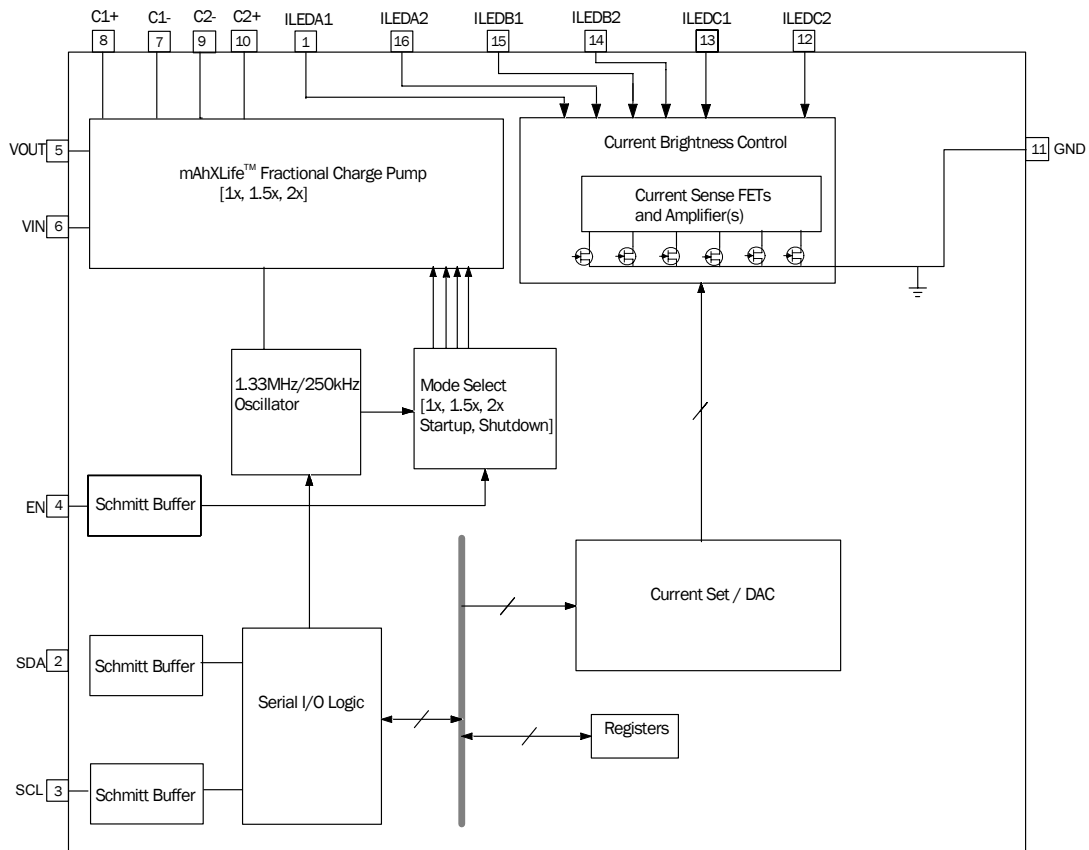 C1+
C1-
C2-
C2+
ILEDA1
ILEDA2
ILEDB1
ILEDB2
ILEDC1
ILEDC2
8
7
9
10
1
16
15
14
13
12
VOUT
5
VIN
6
mAhXLife™ Fractional Charge Pump
[1x, 1.5x, 2x]
Current Brightness Control
Current Sense FETs
and Amplifier(s)
11
GND
1.33MHz/250kHz
Oscillator
Mode Select
[1x, 1.5x, 2x
Startup, Shutdown]
EN
4
Schmitt Buffer
Current Set / DAC
SDA
2
Schmitt Buffer
Serial I/O Logic
Registers
SCL
3
Schmitt Buffer